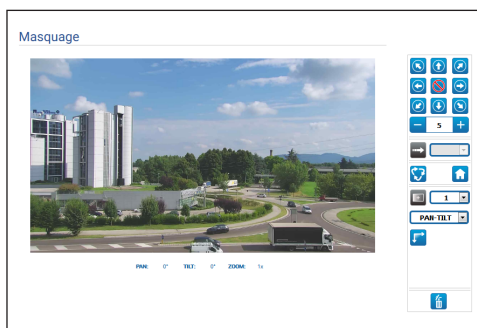 Masquage
5
1
PAN-TILT
PAN: 0° TILT: 0° ZOOM: 1x